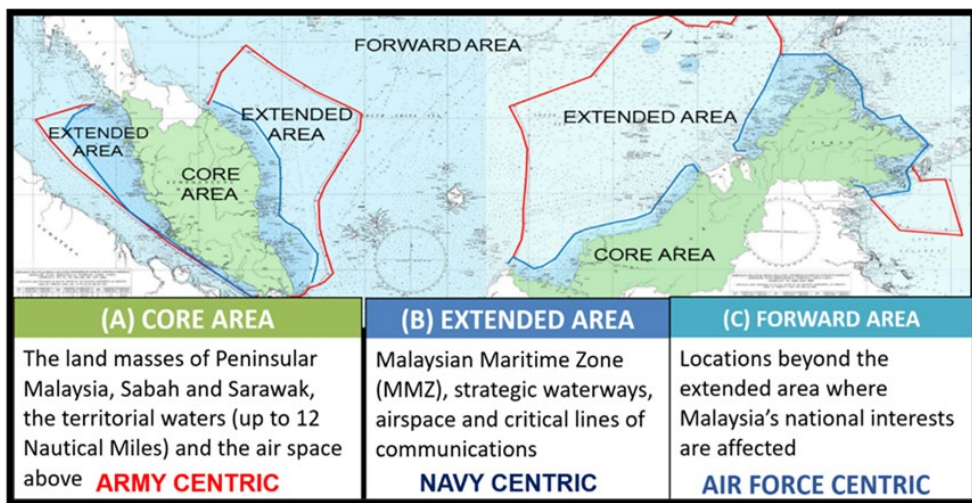 FORWARD AREA
EXTENDED
AREA
EXTENDED
AREA
CORE
AREA
EXTENDED AREA
CORE AREA
(A) CORE AREA
The land masses of Peninsular
Malaysia, Sabah and Sarawak,
the territorial waters (up to 12
Nautical Miles) and the air space
above ARMY CENTRIC
(B) EXTENDED AREA
Malaysian Maritime Zone
(MMZ), strategic waterways,
airspace and critical lines of
communications
NAVY CENTRIC
(C) FORWARD AREA
Locations beyond the
extended area where
Malaysia's national interests
are affected
AIR FORCE CENTRIC